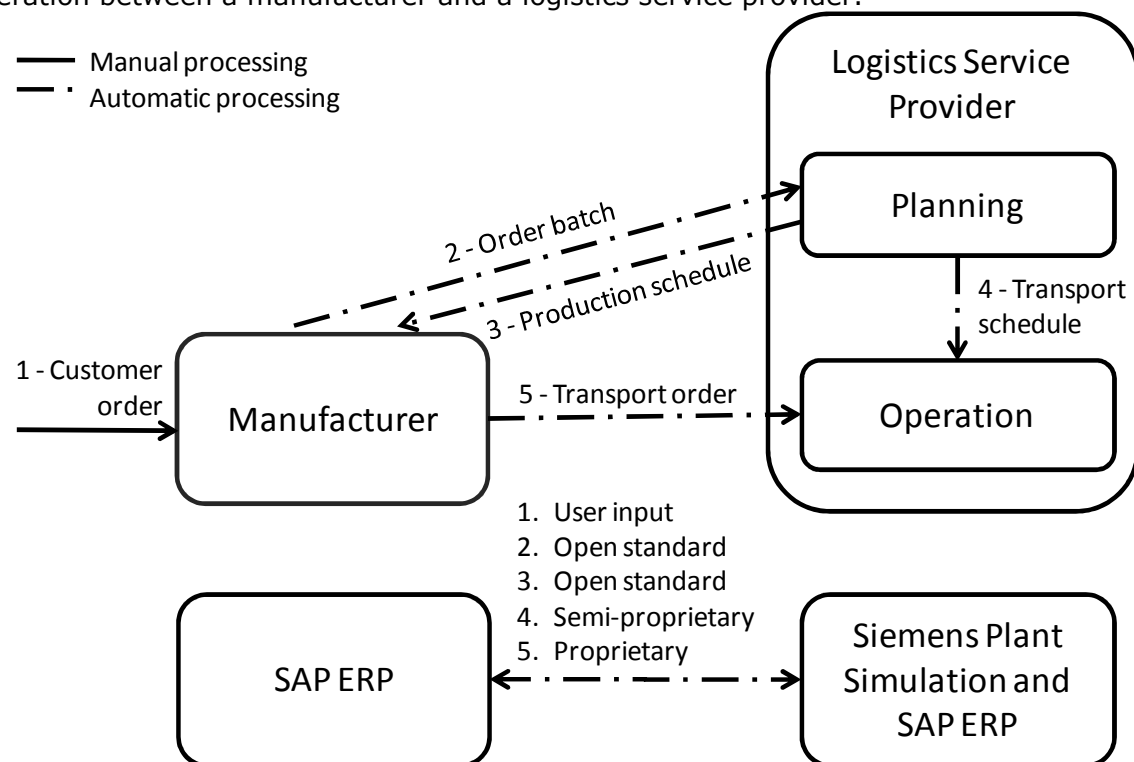 eration between a manufacturer and a logistics service provider.
Manual processing
Automatic processing
Logistics Service
Provider
Planning
2 - Order batch
3 - Production schedule
4 - Transport
schedule
1 - Customer
order
Manufacturer
5 - Transport order
Operation
1. User input
2. Open standard
3. Open standard
4. Semi-proprietary
5. Proprietary
SAP ERP
Siemens Plant
Simulation and
SAP ERP